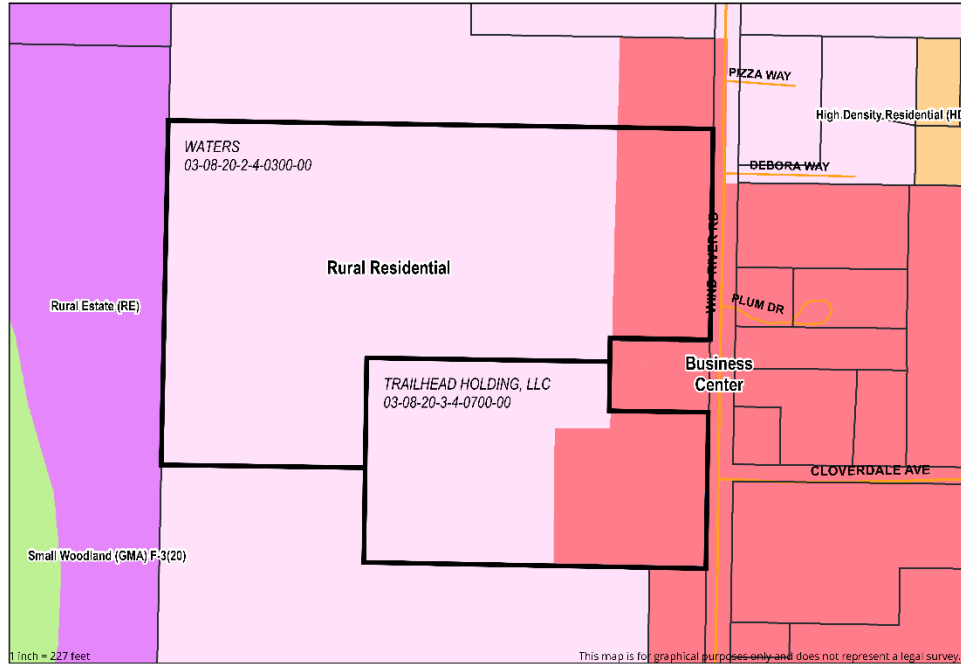 PIZZA WAY
High Density Residential (HD
WATERS
03-08-20-2-4-0300-00
DEBORA WAY
WIND RIVER RD
Rural Residential
Rural Estate (RE)
PLUM DR
Business
Center
TRAILHEAD HOLDING, LLC
03-08-20-3-4-0700-00
CLOVERDALE AVE
Small Woodland (GMA) F-3(20)
1 inch = 227 feet
This map is for graphical purposes only and does not represent a legal survey.